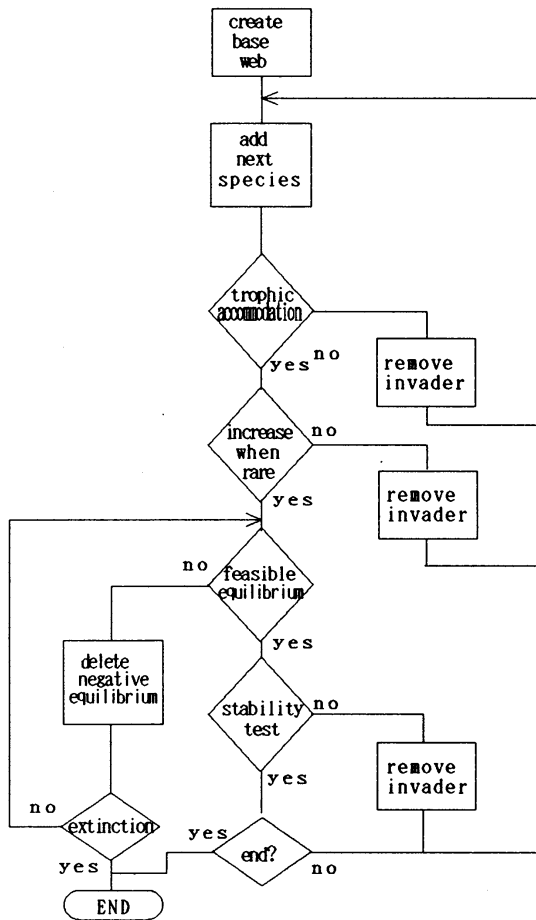 create
base
web
add
next
species
trophic
accommodation
yes
no
remove
invader
increase
when
rare
no
yes
remove
invader
no
feasible
equilibrium
yes
delete
negative
equilibrium
stability
test
no
yes
remove
invader
no
extinction
yes
yes
end?
no
END